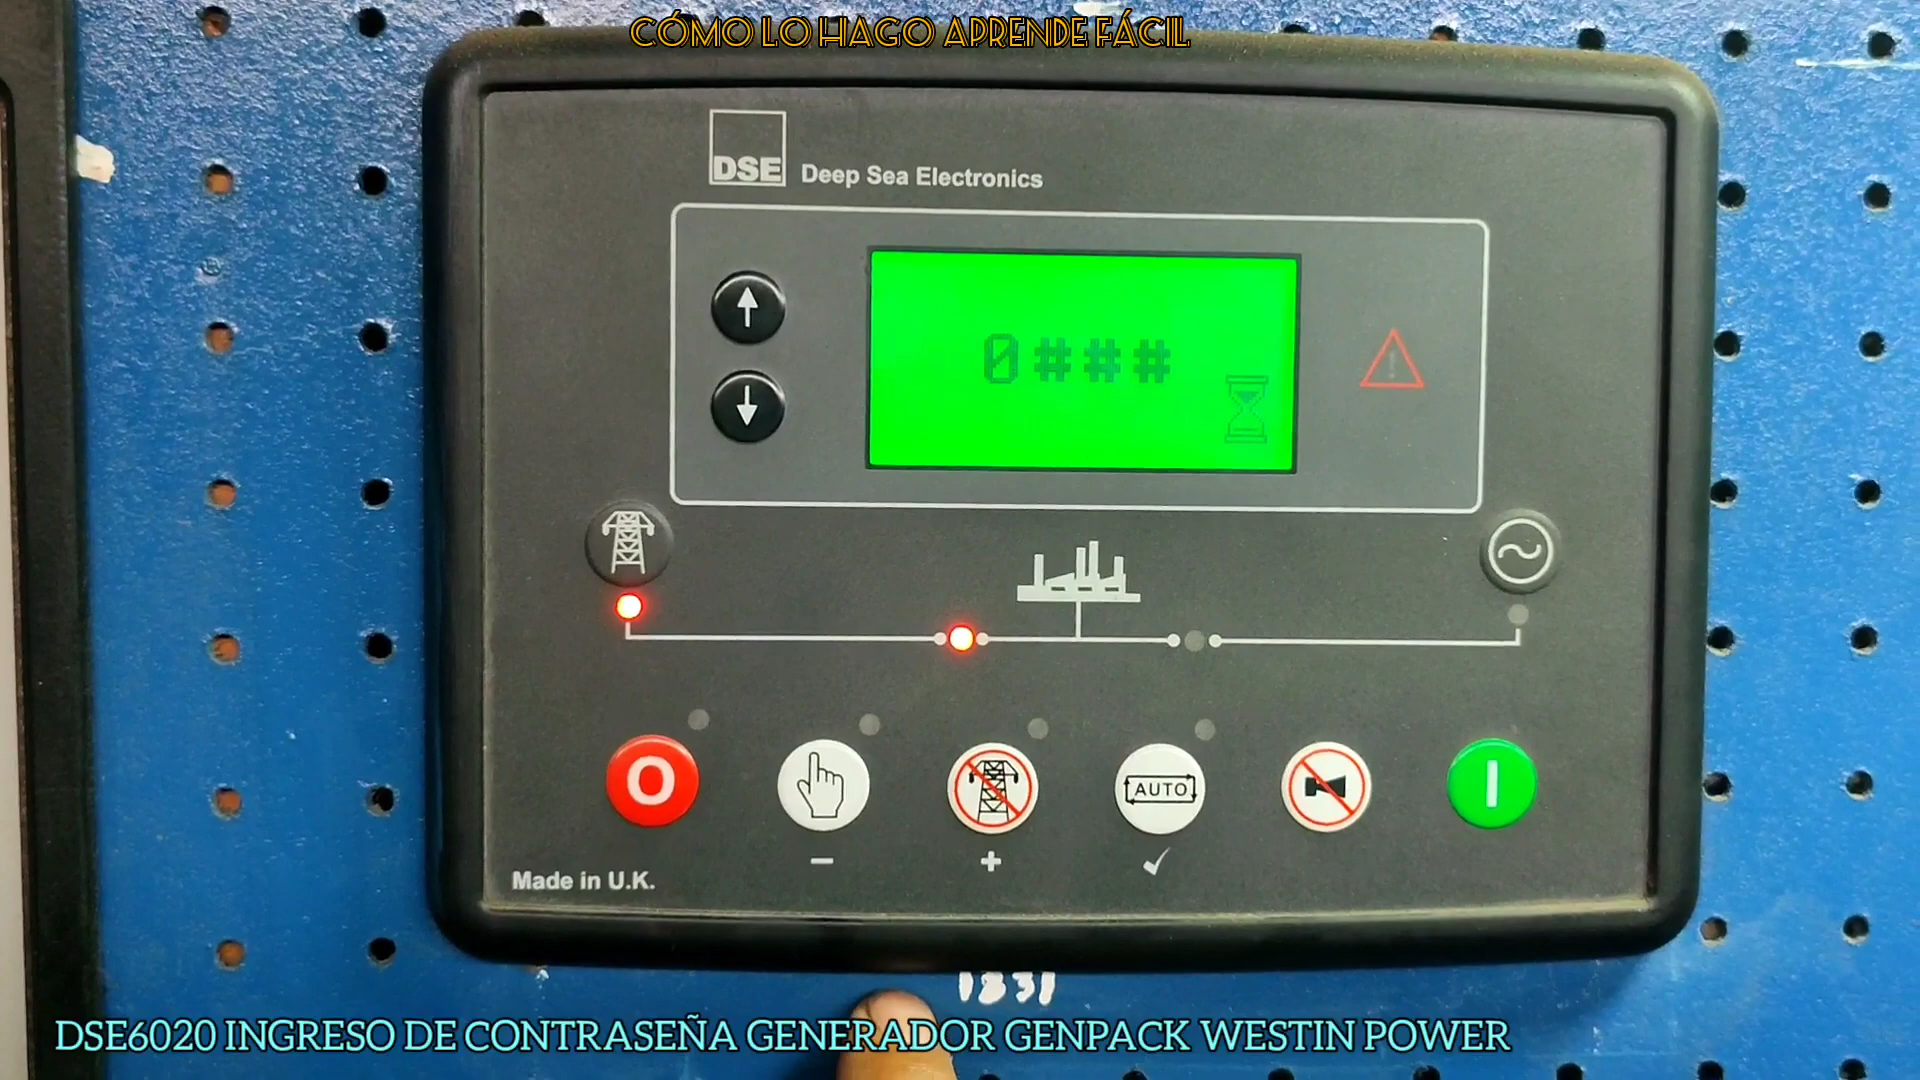 CÓMO LO HAGO APRENDE FÁCIL
DSE
Deep Sea Electronics
0###
O
AUTO
I
- + ✓
Made in U.K.
1831
DSE6020 INGRESO DE CONTRASEÑA GENERADOR GENPACK WESTIN POWER